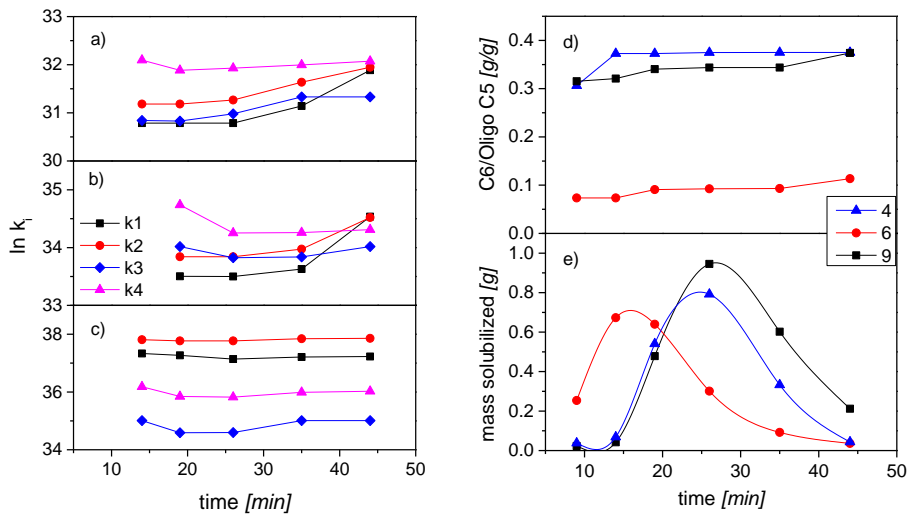 ln k_i
a)
32
31
30
b)
35
34
33
k1
k2
k3
k4
c)
38
36
34
33
10
20
30
40
50
time [min]
C6/Oligo C5 [g/g]
d)
0.4
0.3
0.2
0.1
0.0
4
6
9
mass solubilized [g]
e)
1.0
0.8
0.6
0.4
0.2
0.0
10
20
30
40
50
time [min]